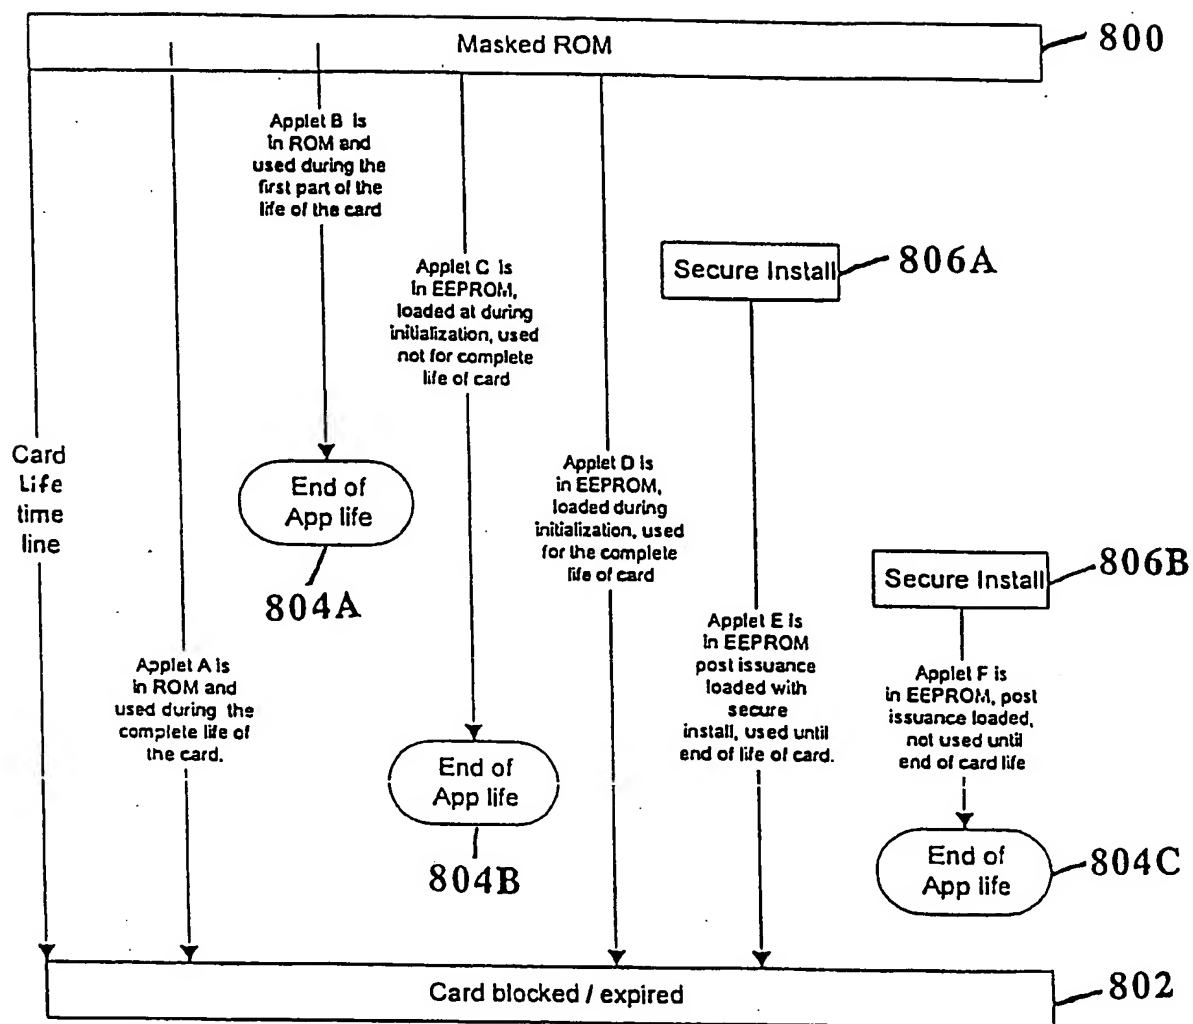 Masked ROM
800
Applet B is
in ROM and
used during the
first part of the
life of the card
Applet C is
in EEPROM,
loaded at during
initialization, used
not for complete
life of card
Secure Install
806A
Card
Life
time
line
End of
App life
804A
Applet D is
in EEPROM,
loaded during
initialization, used
for the complete
life of card
Secure Install
806B
Applet A is
in ROM and
used during the
complete life of
the card.
Applet E is
in EEPROM
post issuance
loaded with
secure
install, used until
end of life of card.
Applet F is
in EEPROM, post
issuance loaded,
not used until
end of card life
End of
App life
804B
End of
App life
804C
Card blocked / expired
802